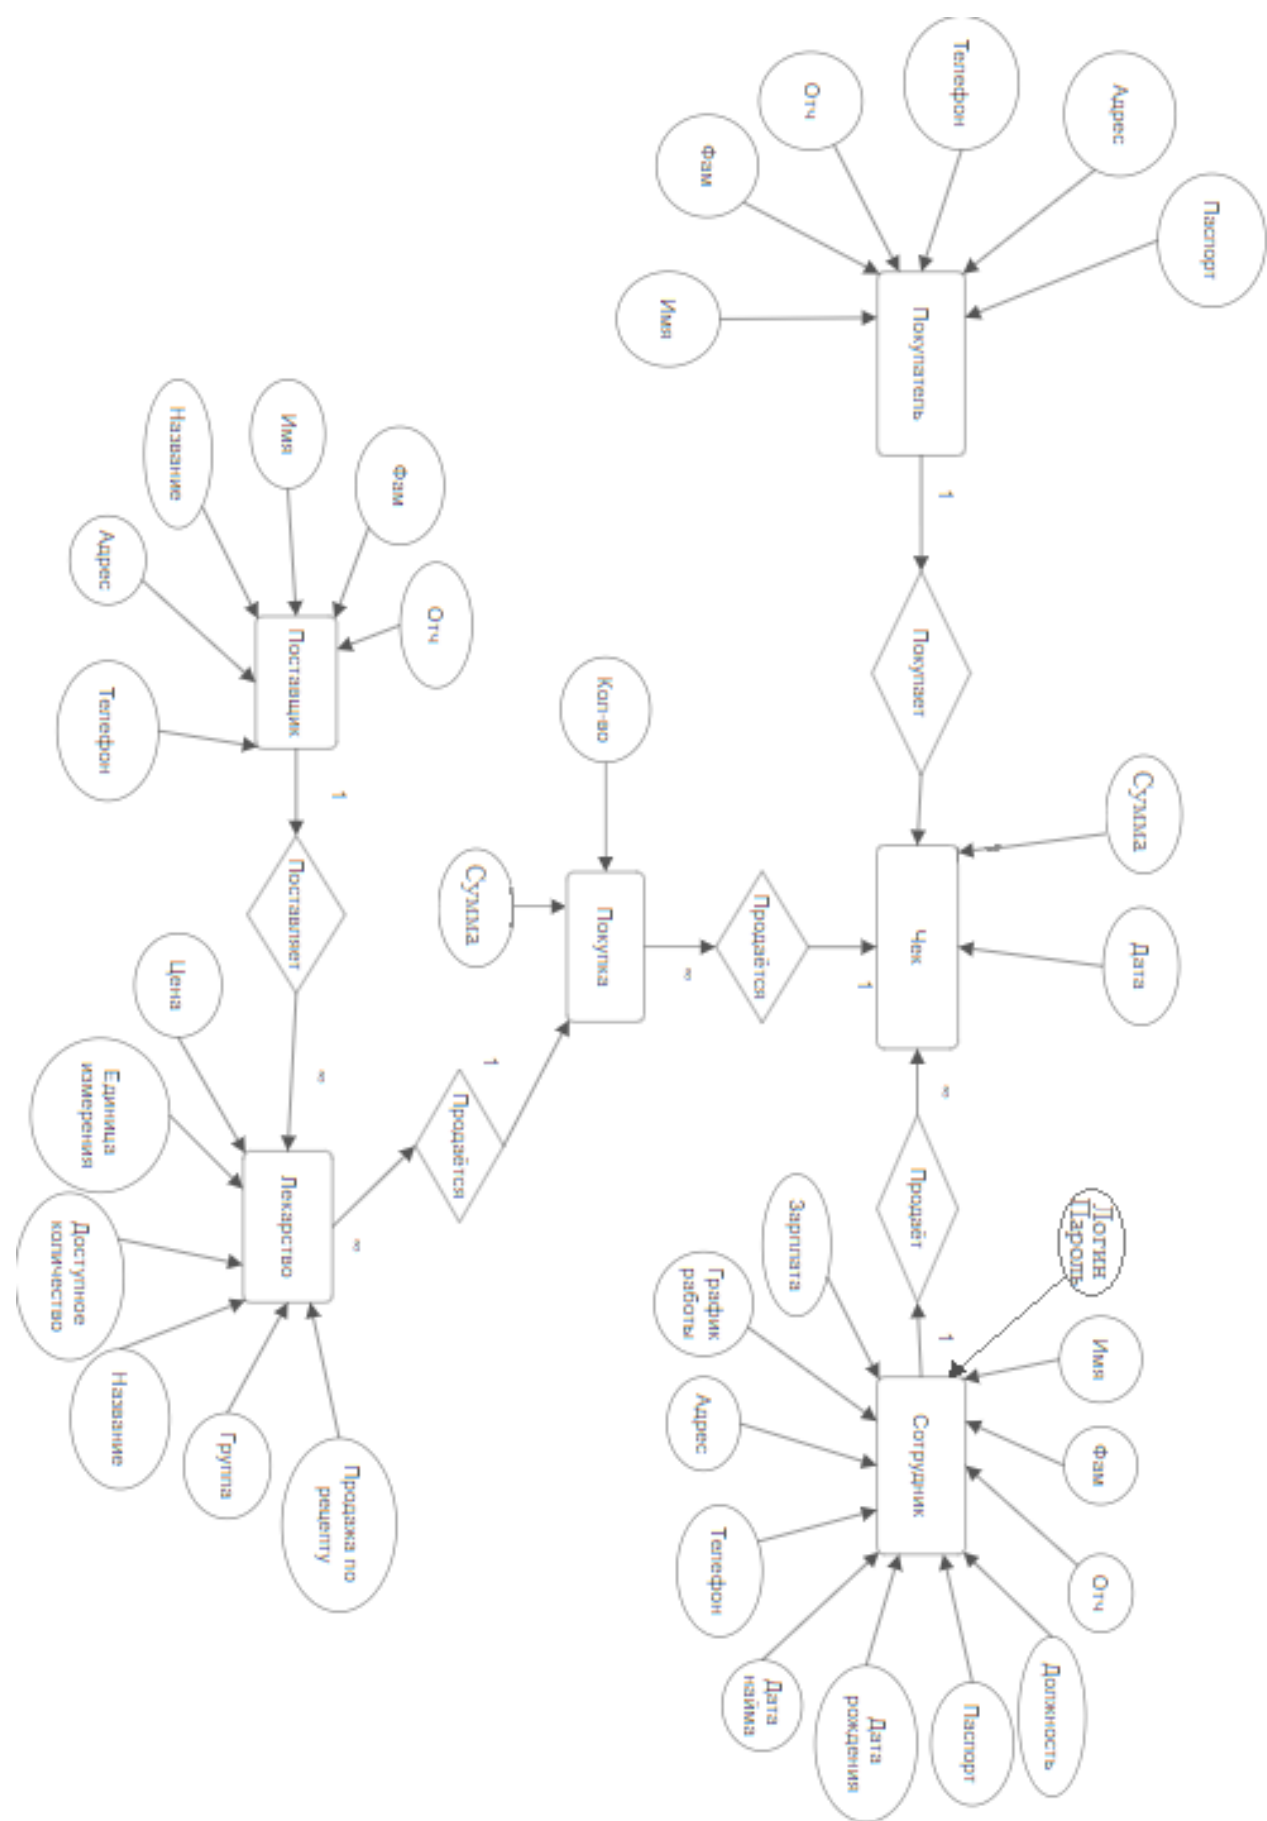 Паспорт
Адрес
Телефон
Отч
Фам
Имя
Покупатель
1
Покупает
Сумма
Дата
Чек
∞
Продаёт
1
Логин
Пароль
Имя
Фам
Отч
Должность
Паспорт
Дата
рождения
Дата
найма
Телефон
Адрес
График
работы
Зарплата
Сотрудник
1
Продаётся
∞
Кол-во
Покупка
Сумма
1
Продаётся
∞
Фам
Отч
Имя
Название
Адрес
Телефон
Поставщик
1
Поставляет
∞
Лекарство
Цена
Единица
измерения
Доступное
количество
Название
Группа
Продажа по
рецепту